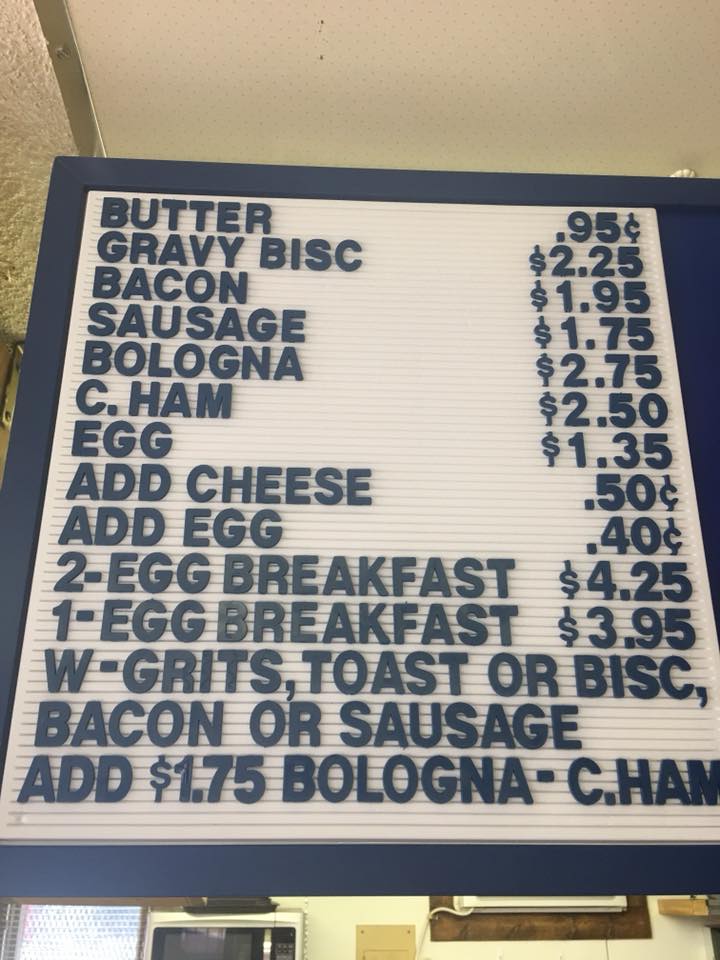 BUTTER .95¢
GRAVY BISC $2.25
BACON $1.95
SAUSAGE $1.75
BOLOGNA $2.75
C. HAM $2.50
EGG $1.35
ADD CHEESE .50¢
ADD EGG .40¢
2-EGG BREAKFAST $4.25
1-EGG BREAKFAST $3.95
W-GRITS, TOAST OR BISC,
BACON OR SAUSAGE
ADD $1.75 BOLOGNA-C.HAM